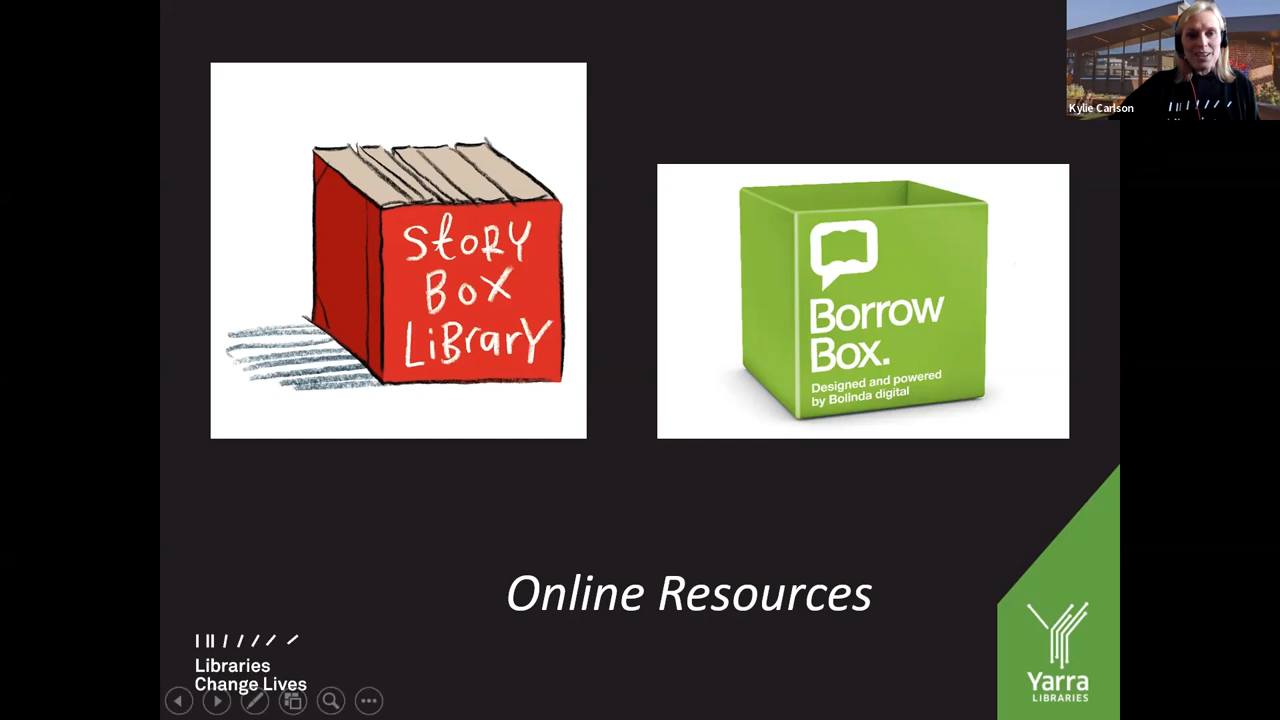 Kylie Carlson
StoRY
BoX
LiBrarY
Borrow
Box.
Designed and powered
by Bolinda digital
Online Resources
Libraries
Change Lives
Yarra
LIBRARIES